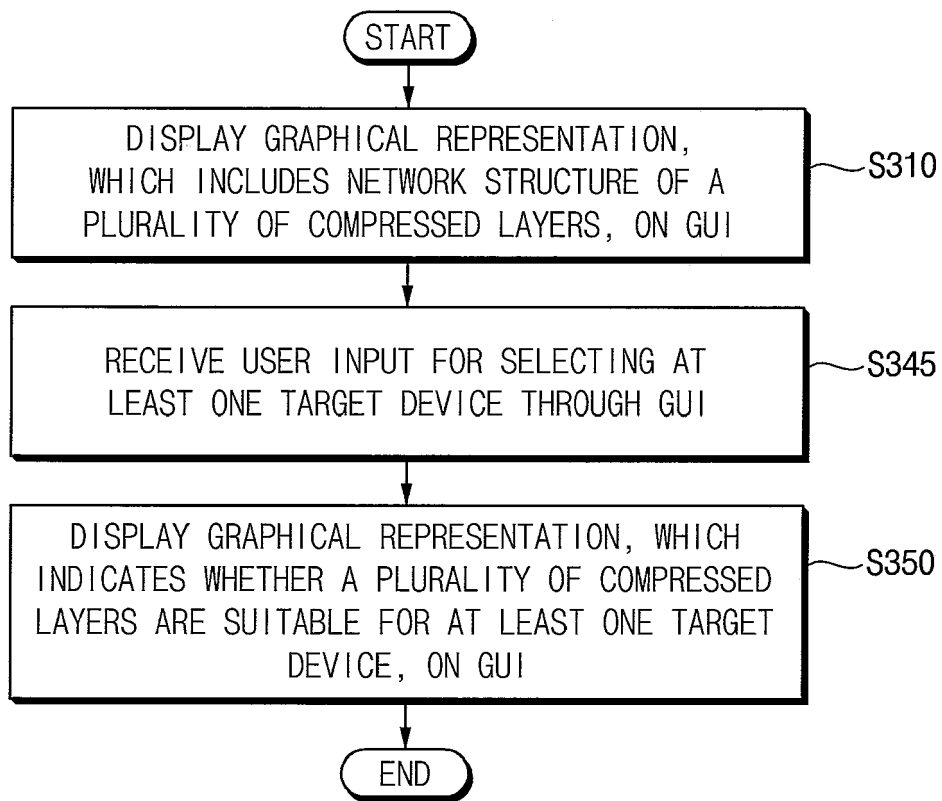 START
DISPLAY GRAPHICAL REPRESENTATION,
WHICH INCLUDES NETWORK STRUCTURE OF A
PLURALITY OF COMPRESSED LAYERS, ON GUI
S310
RECEIVE USER INPUT FOR SELECTING AT
LEAST ONE TARGET DEVICE THROUGH GUI
S345
DISPLAY GRAPHICAL REPRESENTATION, WHICH
INDICATES WHETHER A PLURALITY OF COMPRESSED
LAYERS ARE SUITABLE FOR AT LEAST ONE TARGET
DEVICE, ON GUI
S350
END